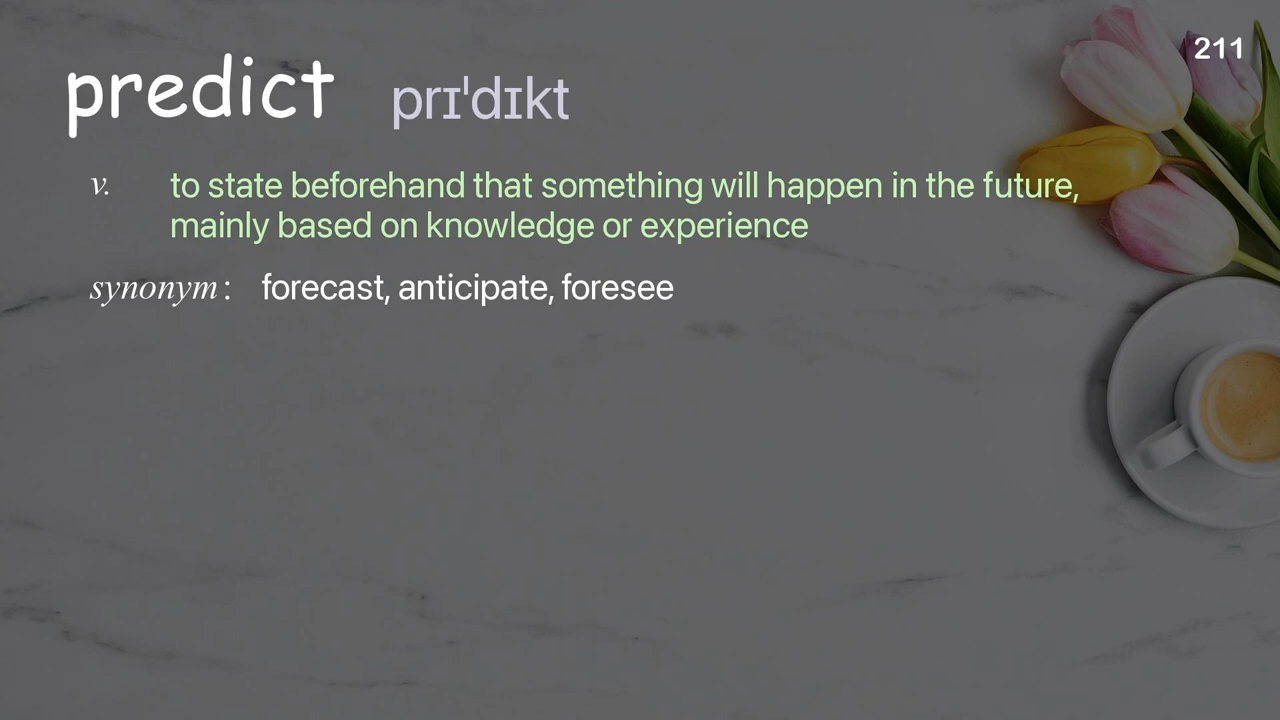 211
predict prɪˈdɪkt
v. to state beforehand that something will happen in the future,
mainly based on knowledge or experience
synonym: forecast, anticipate, foresee